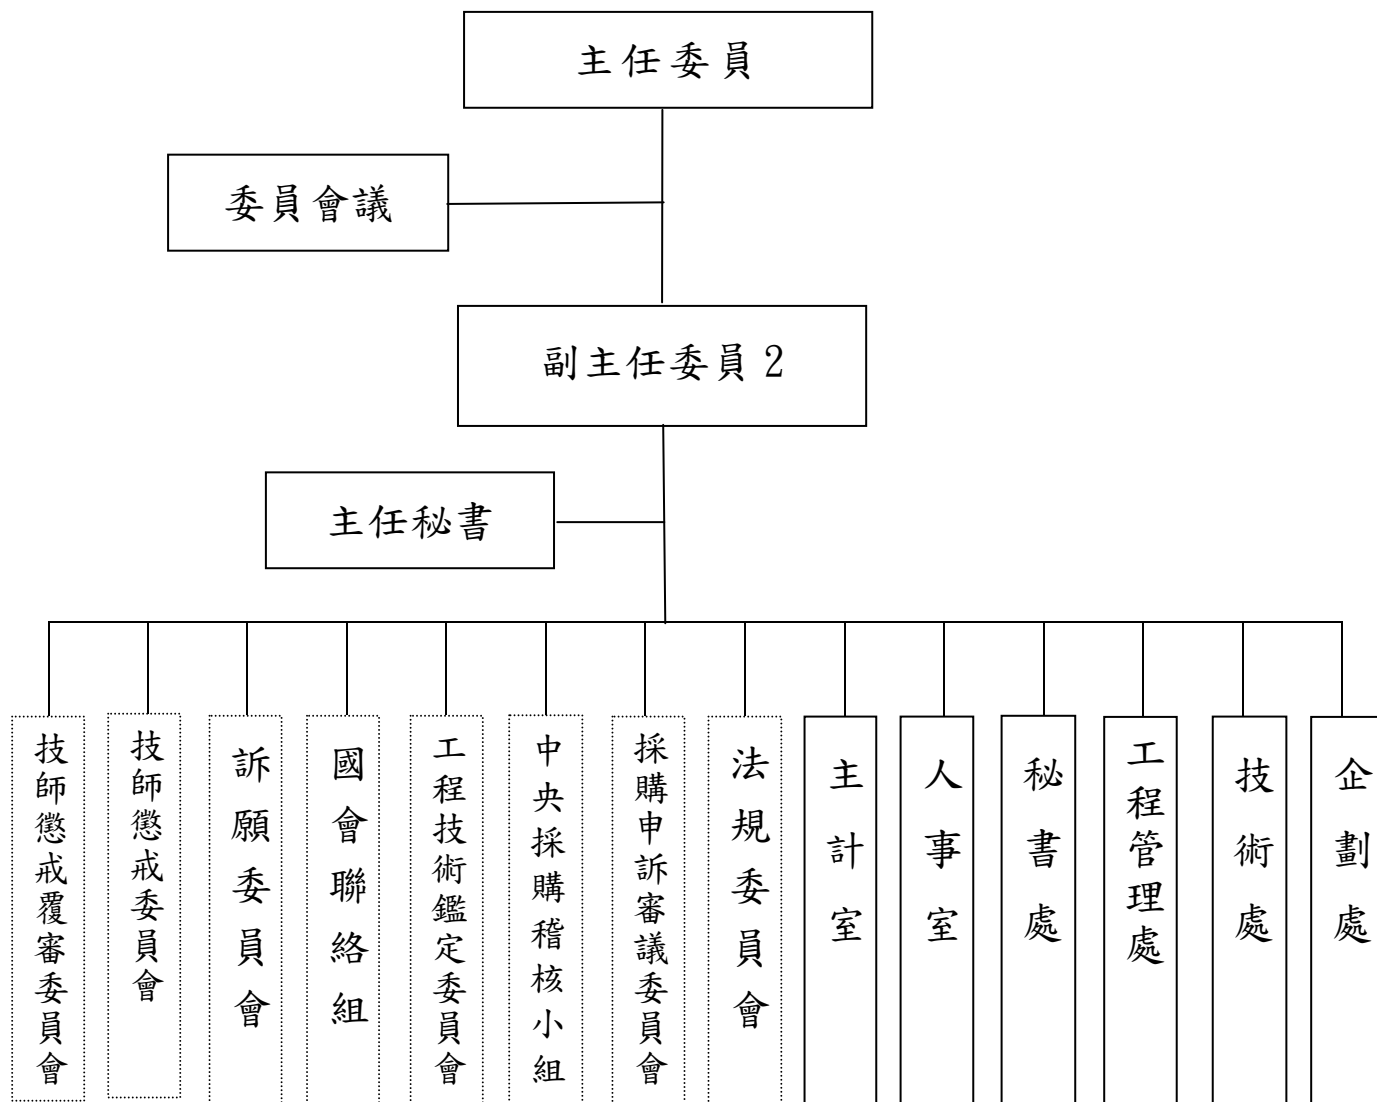 主任委員
委員會議
副主任委員 2
主任秘書
技師懲戒覆審委員會
技師懲戒委員會
訴願委員會
國會聯絡組
工程技術鑑定委員會
中央採購稽核小組
採購申訴審議委員會
法規委員會
主計室
人事室
秘書處
工程管理處
技術處
企劃處